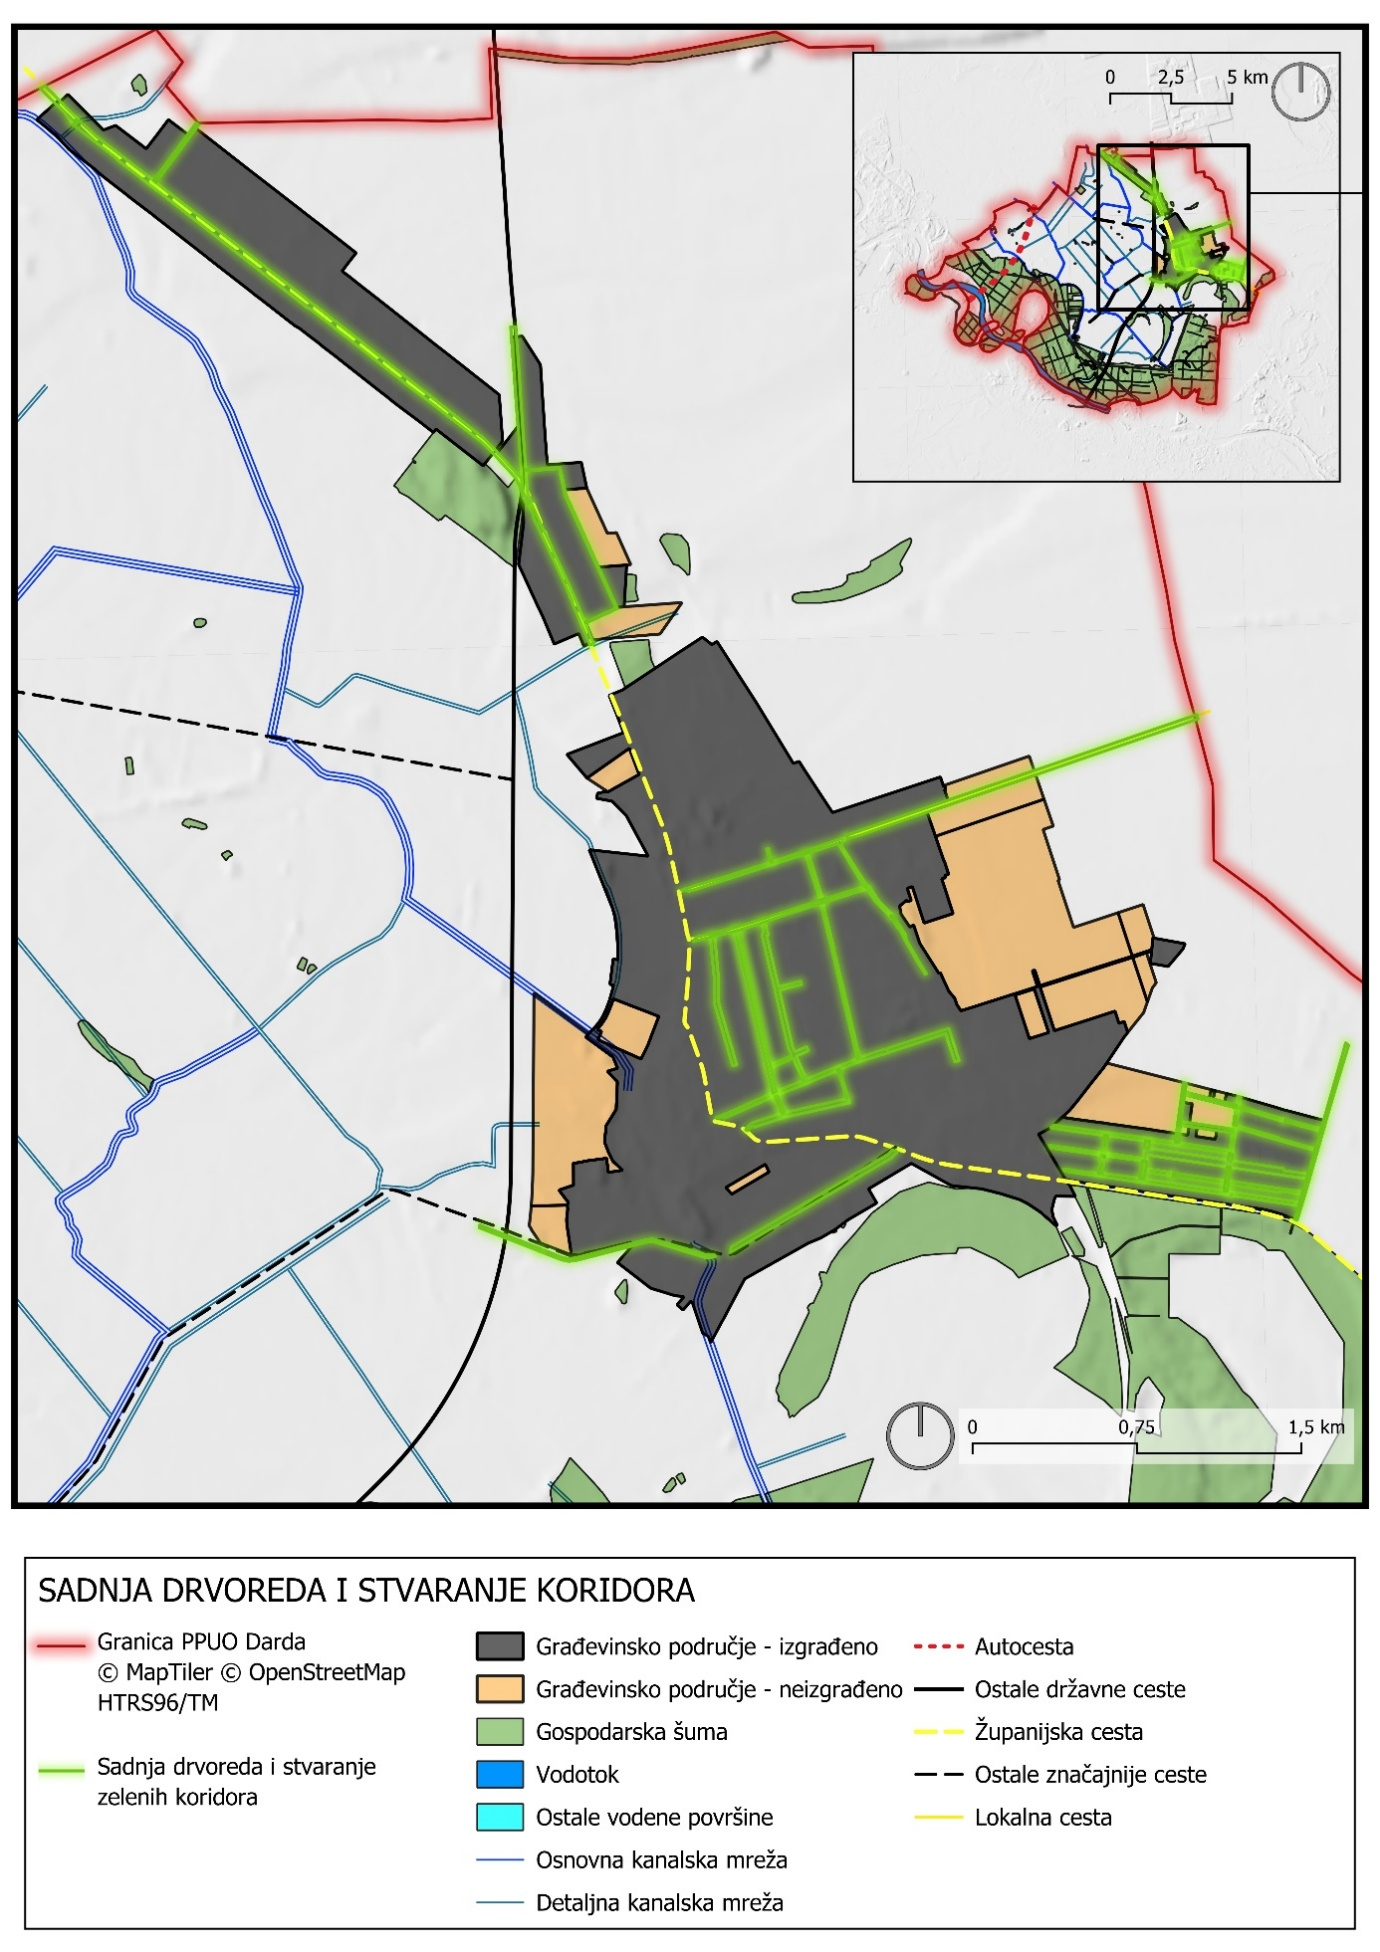 0 2,5 5 km
0 0,75 1,5 km
SADNJA DRVOREDA I STVARANJE KORIDORA
Granica PPUO Darda
© MapTiler © OpenStreetMap
HTRS96/TM
Sadnja drvoreda i stvaranje
zelenih koridora
Građevinsko područje - izgrađeno
Građevinsko područje - neizgrađeno
Gospodarska šuma
Vodotok
Ostale vodene površine
Osnovna kanalska mreža
Detaljna kanalska mreža
Autocesta
Ostale državne ceste
Županijska cesta
Ostale značajnije ceste
Lokalna cesta